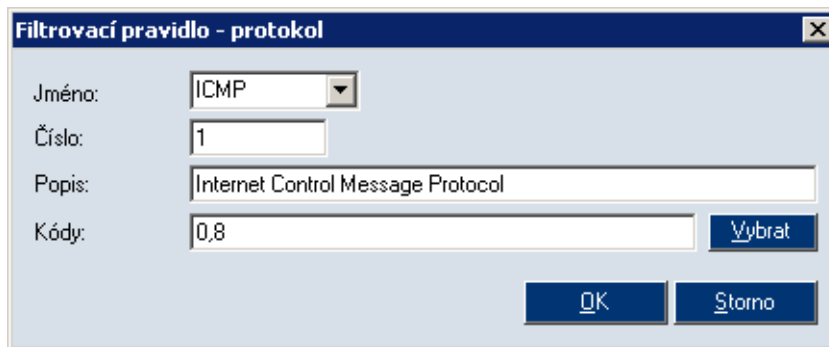 Filtrovací pravidlo - protokol
Jméno: ICMP
Číslo: 1
Popis: Internet Control Message Protocol
Kódy: 0,8 Vybrat
OK Storno